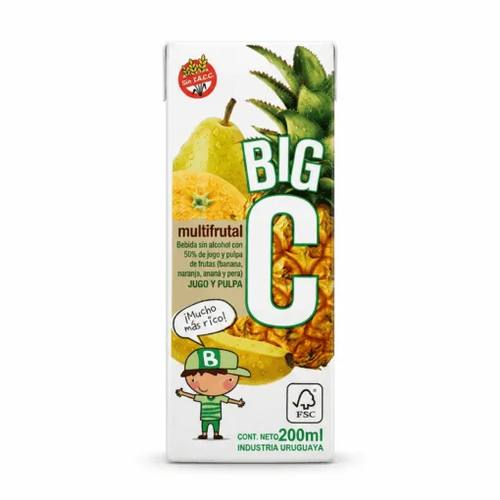 Sin T.A.C.C.
BIG
C
multifrutal
Bebida sin alcohol con
50% de jugo y pulpa
de frutas (banana,
naranja, ananá y pera)
JUGO Y PULPA
¡Mucho
más rico!
B
FSC
CONT. NETO 200ml
INDUSTRIA URUGUAYA